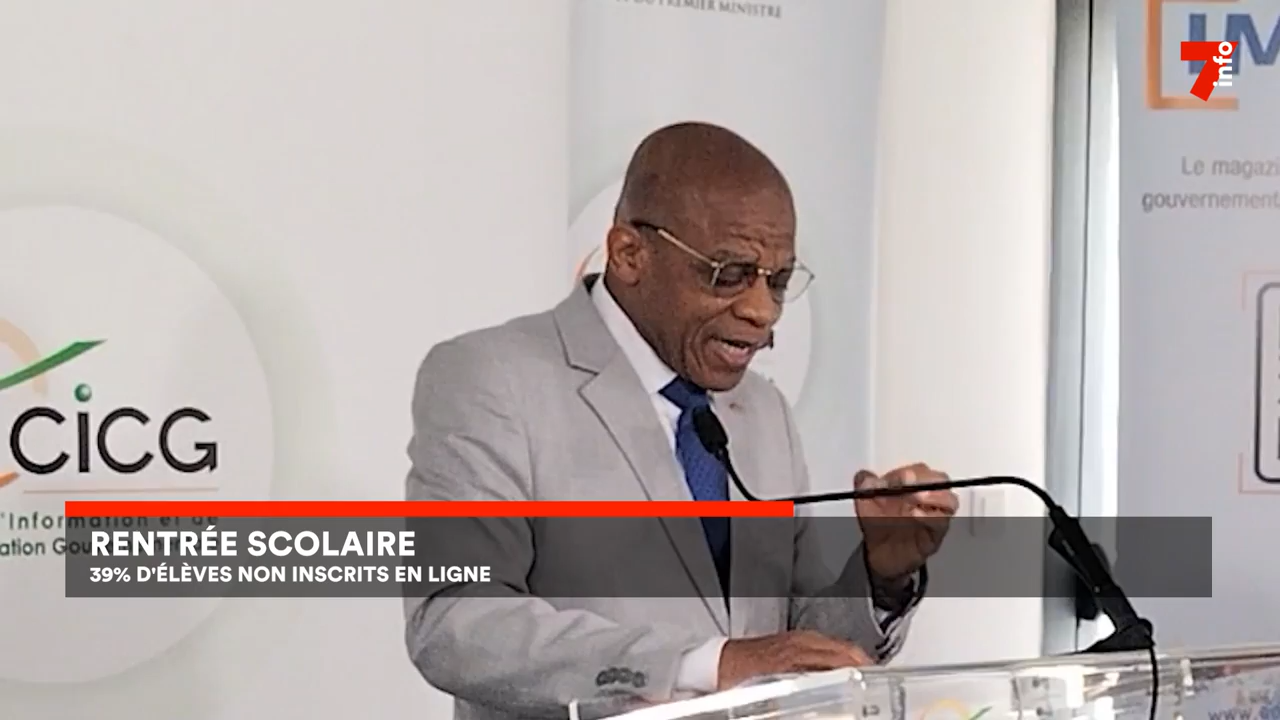 DU PREMIER MINISTRE
IM
7info
Le magazi
gouvernement
CICG
d'Information et de
ation Gou
RENTRÉE SCOLAIRE
39% D'ÉLÈVES NON INSCRITS EN LIGNE